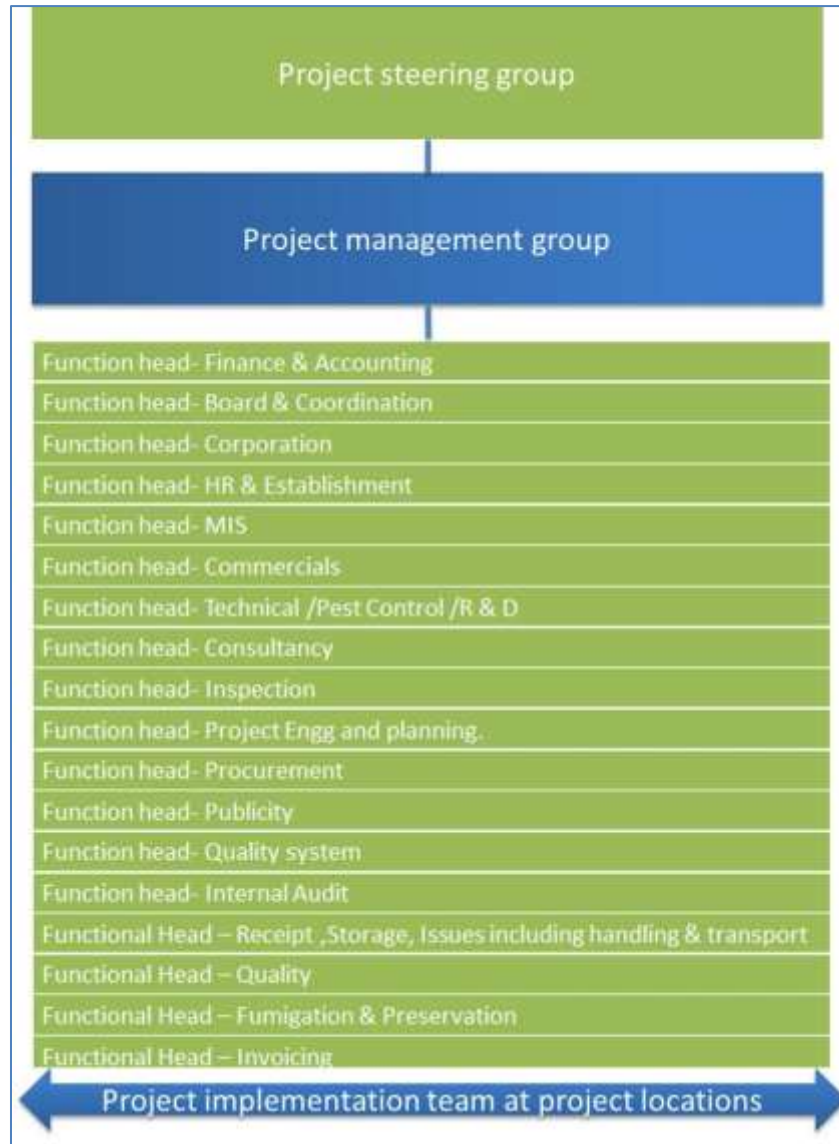 Project steering group
Project management group
Function head- Finance & Accounting
Function head- Board & Coordination
Function head- Corporation
Function head- HR & Establishment
Function head- MIS
Function head- Commercials
Function head- Technical /Pest Control /R & D
Function head- Consultancy
Function head- Inspection
Function head- Project Engg and planning.
Function head- Procurement
Function head- Publicity
Function head- Quality system
Function head- Internal Audit
Functional Head – Receipt ,Storage, Issues including handling & transport
Functional Head – Quality
Functional Head – Fumigation & Preservation
Functional Head – Invoicing
Project implementation team at project locations